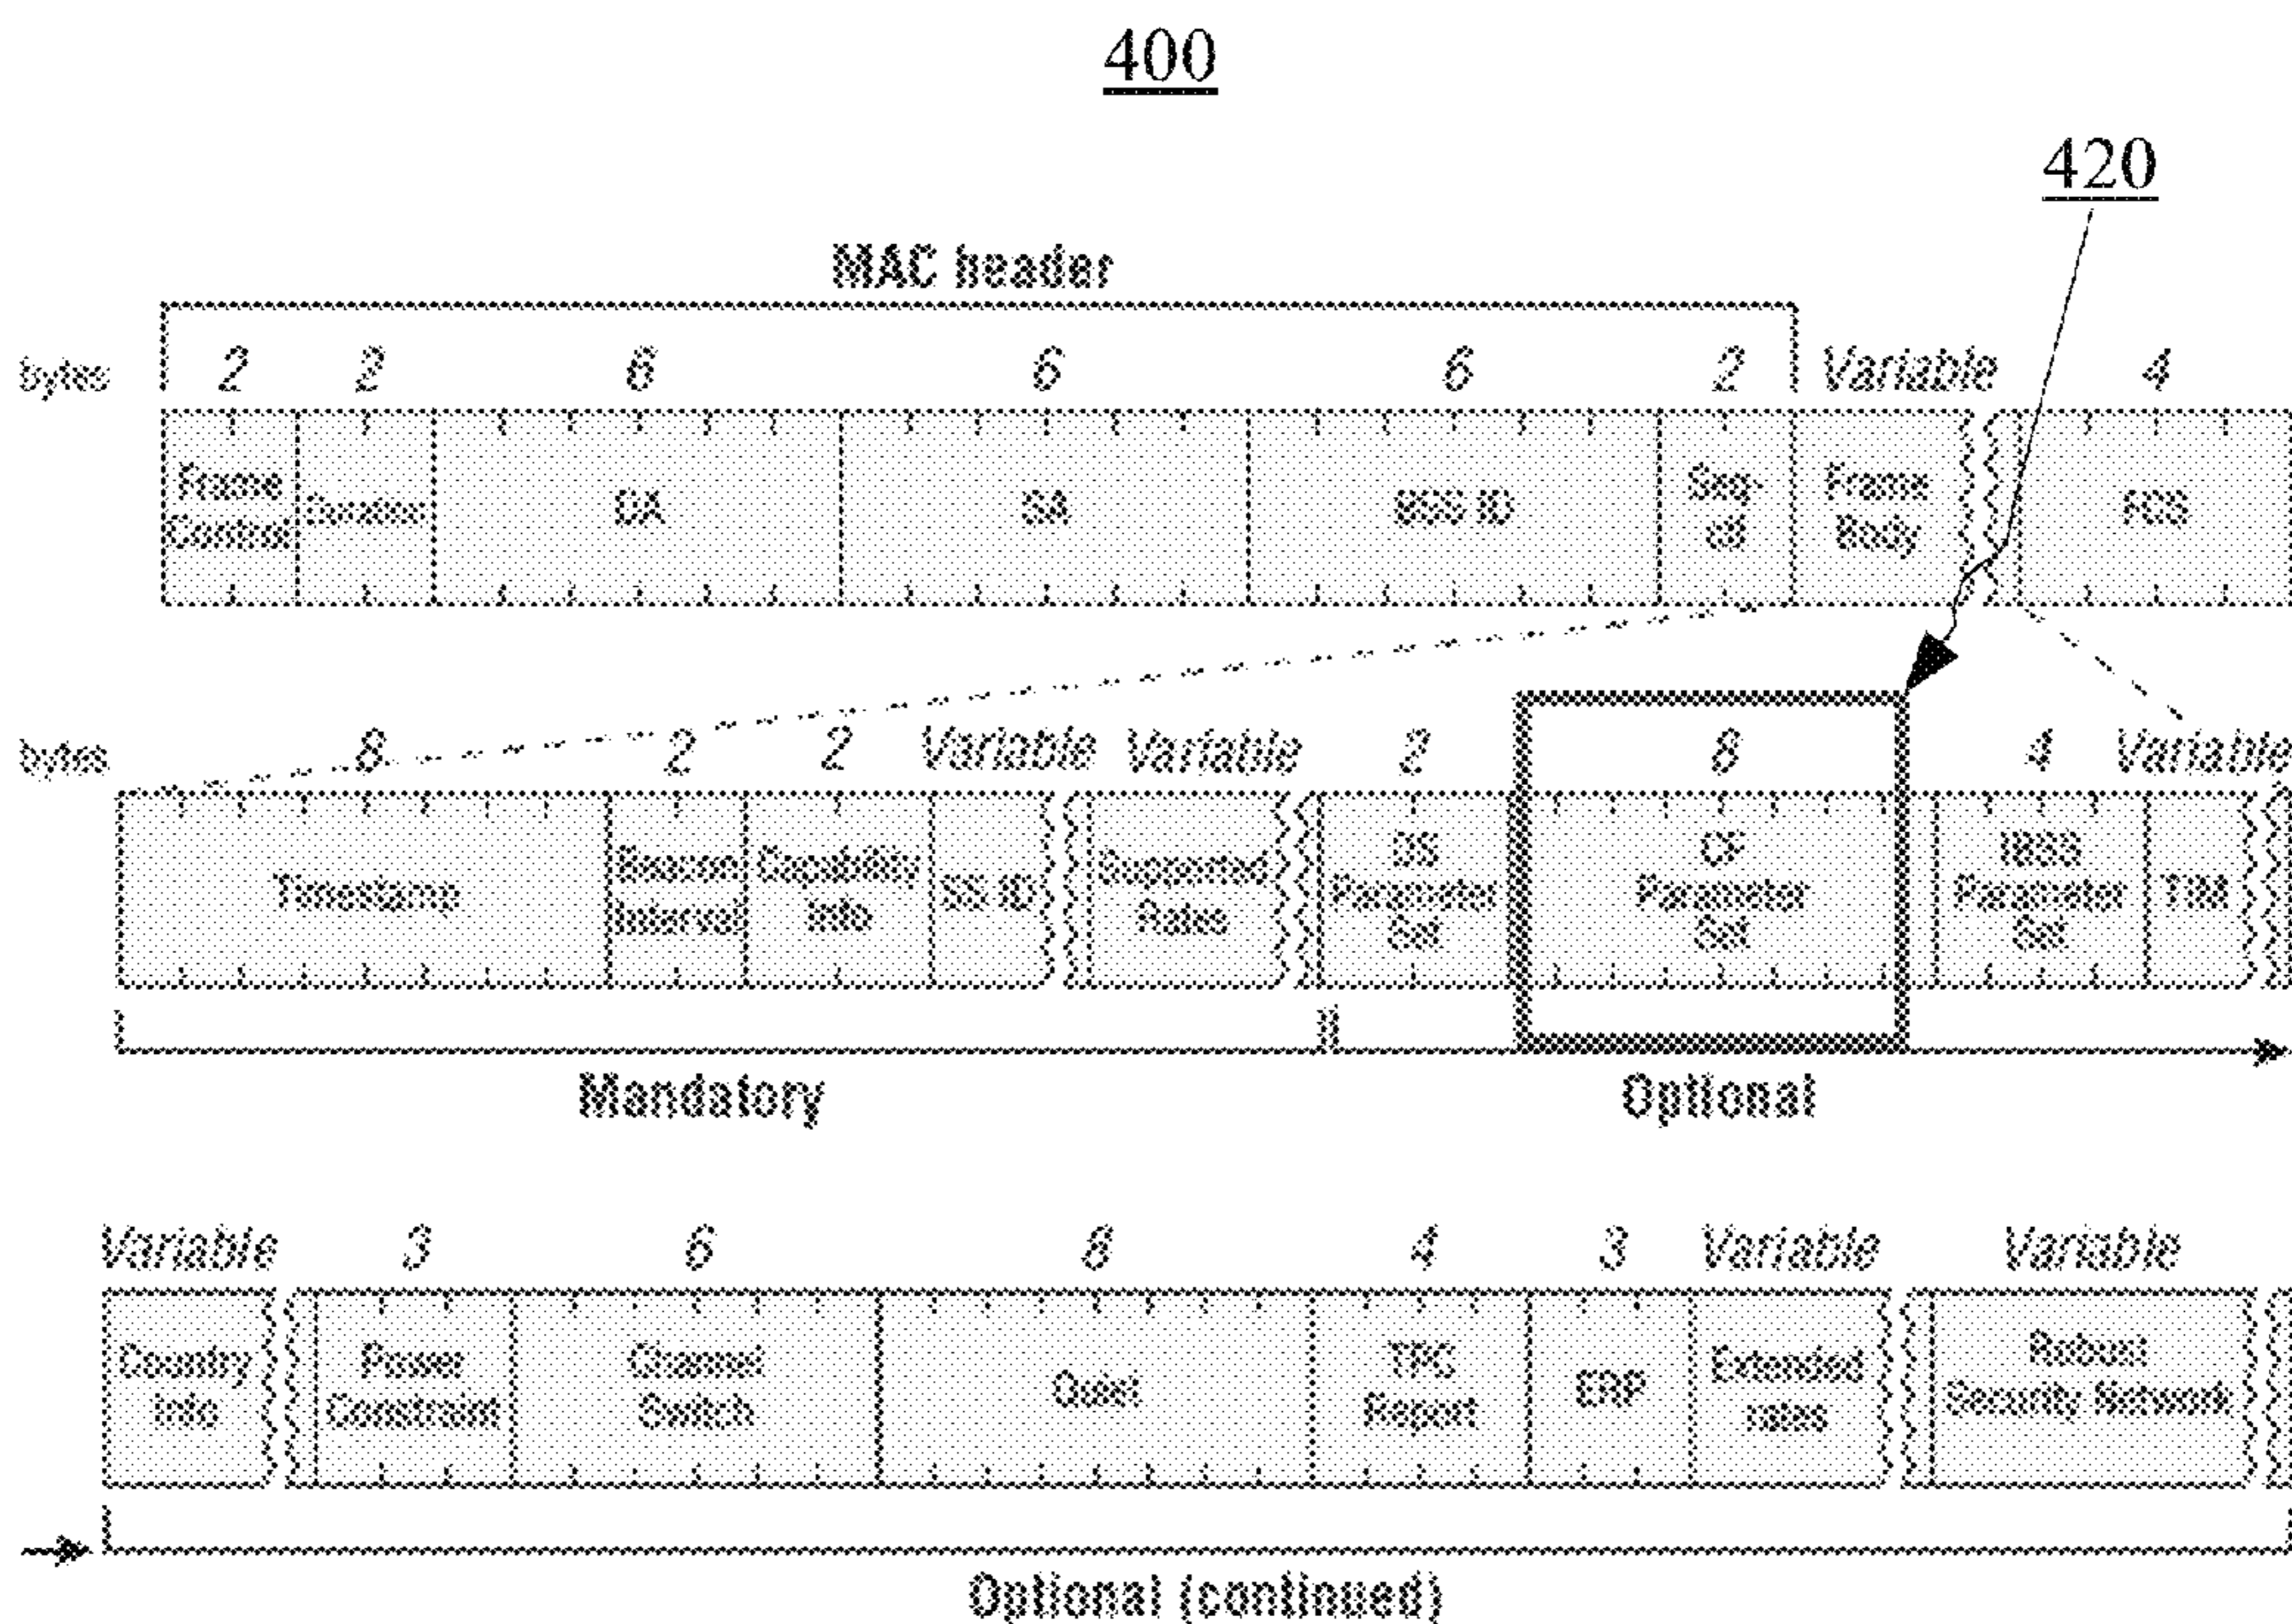 400
420
MAC header
bytes 2 2 6 6 6 2 Variable 4
Frame Control Duration DA SA BSS ID Seq-ctl Frame Body FCS
bytes 8 2 2 Variable Variable 2 8 4 Variable
Timestamp Beacon Interval Capability Info SS ID Supported Rates DS Parameter Set CF Parameter Set IBSS Parameter Set TIM
Mandatory Optional
Variable 3 6 8 4 3 Variable Variable
Country Info Power Constraint Channel Switch Quiet TPC Report ERP Extended rates Robust Security Network
Optional (continued)